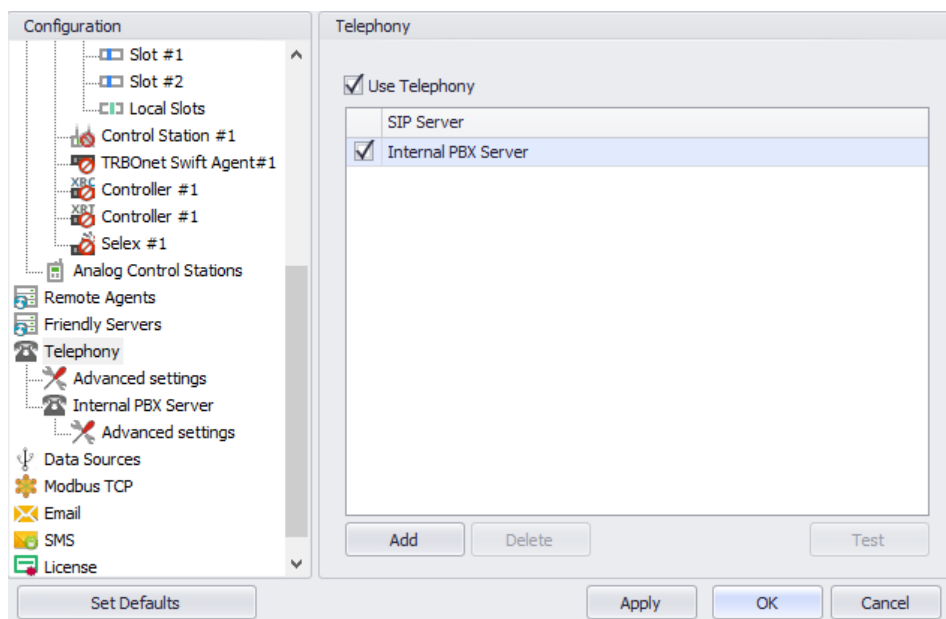 Configuration
Slot #1
Slot #2
Local Slots
Control Station #1
TRBOnet Swift Agent#1
XRC
Controller #1
XRT
Controller #1
Selex #1
Analog Control Stations
Remote Agents
Friendly Servers
Telephony
Advanced settings
Internal PBX Server
Advanced settings
Data Sources
Modbus TCP
Email
SMS
License
Set Defaults
Telephony
Use Telephony
SIP Server
Internal PBX Server
Add Delete Test
Apply OK Cancel